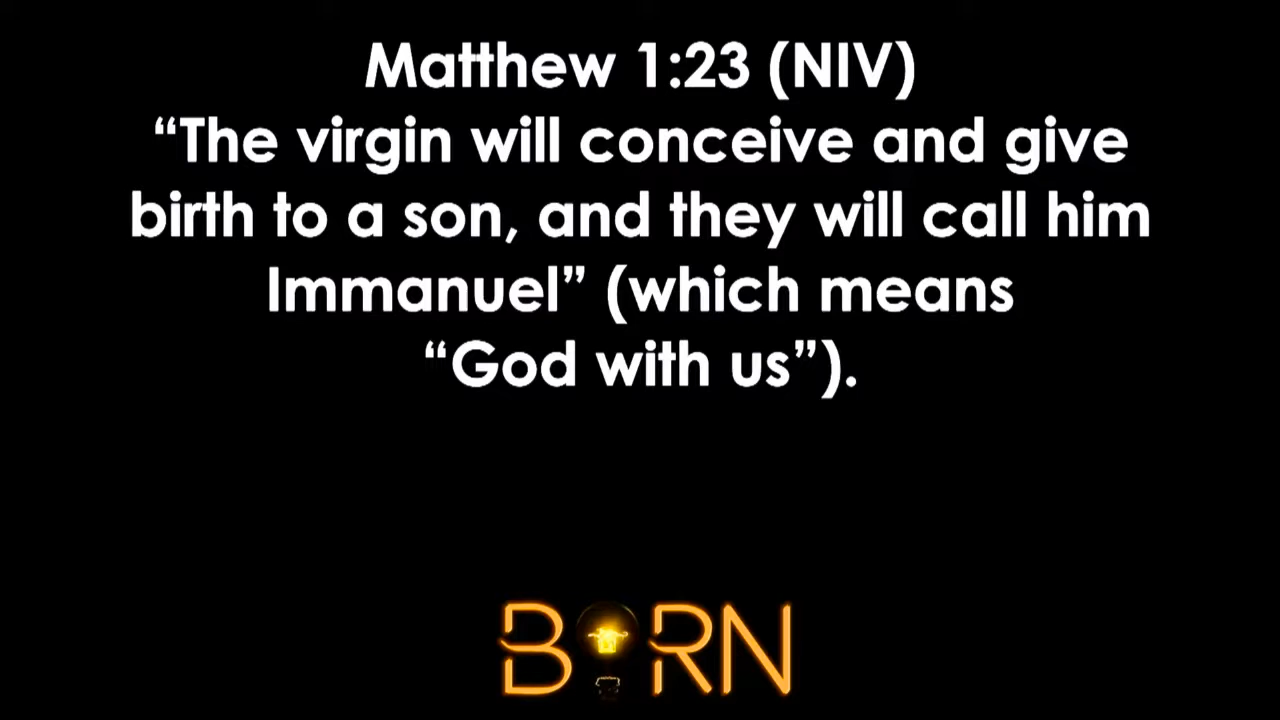 Matthew 1:23 (NIV)
“The virgin will conceive and give
birth to a son, and they will call him
Immanuel” (which means
“God with us”).
BORN